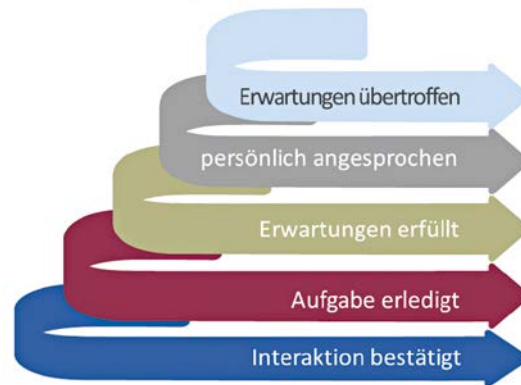 Erwartungen übertroffen
persönlich angesprochen
Erwartungen erfüllt
Aufgabe erledigt
Interaktion bestätigt